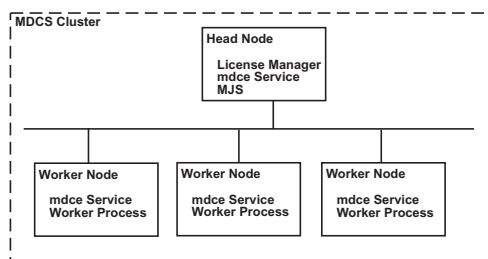 MDCS Cluster
Head Node
License Manager
mdce Service
MJS
Worker Node
mdce Service
Worker Process
Worker Node
mdce Service
Worker Process
Worker Node
mdce Service
Worker Process